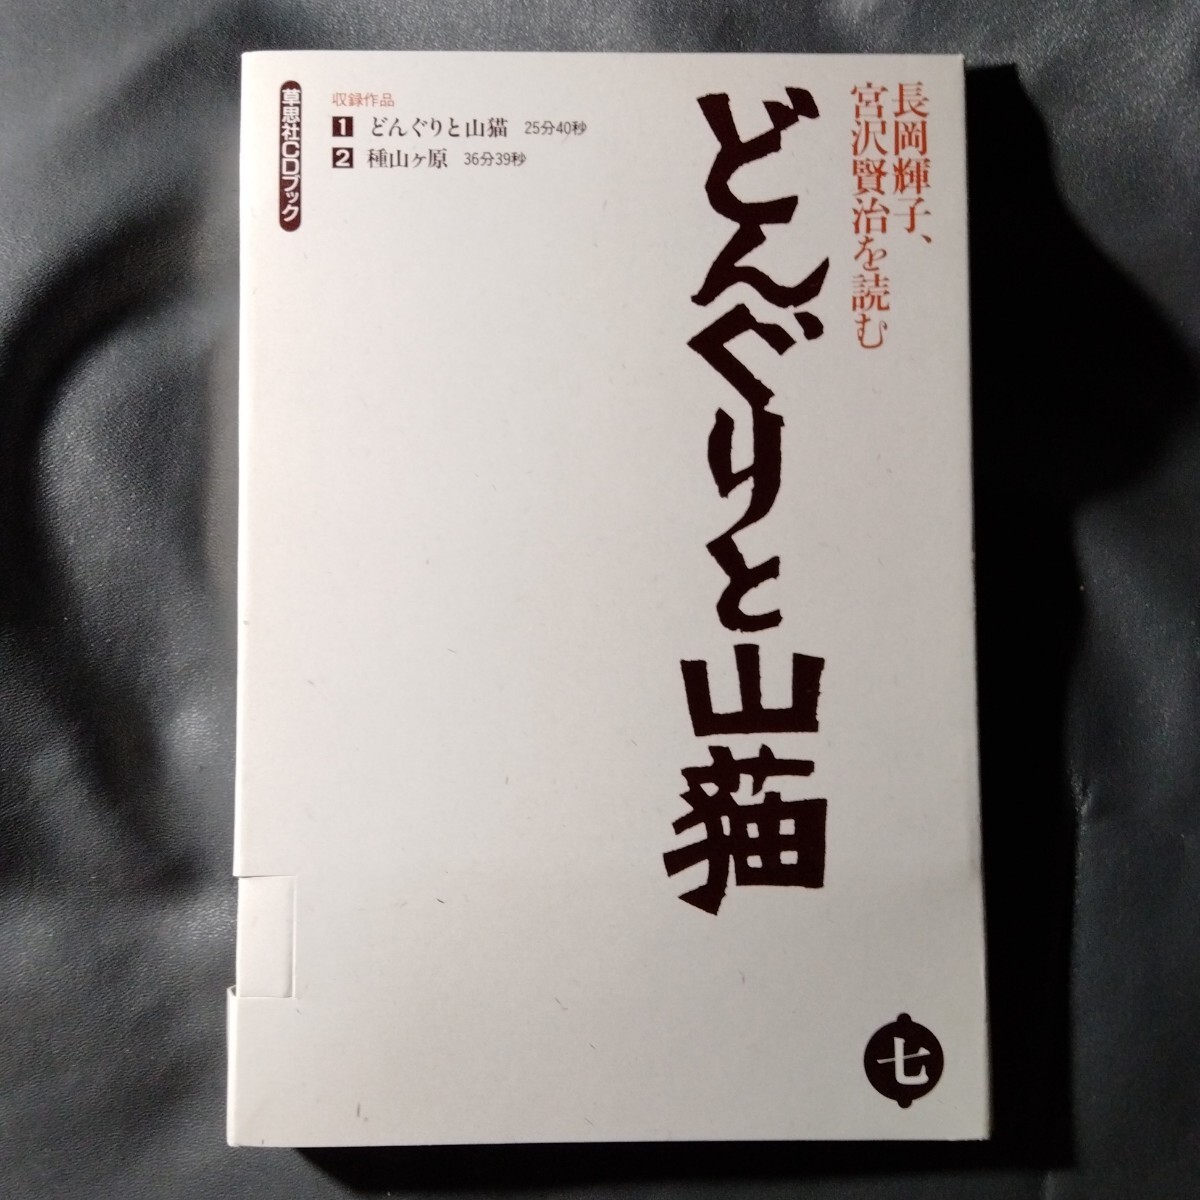 長岡輝子、
宮沢賢治を読む
どんぐりと山猫
草思社CDブック
収録作品
1 どんぐりと山猫 25分40秒
2 種山ヶ原 36分39秒
七